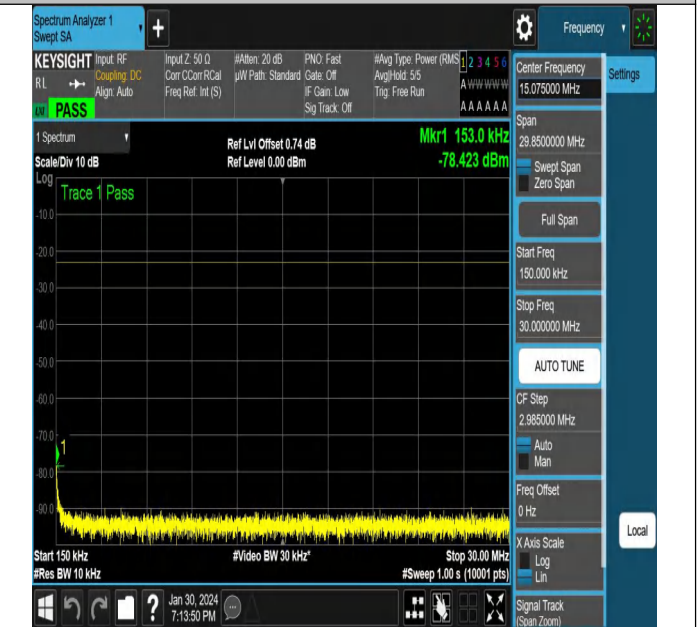 Spectrum Analyzer 1
Swept SA
+
Frequency
KEYSIGHT
RL
Input: RF
Coupling: DC
Align: Auto
Input Z: 50 Ω
Corr CCorr RCal
Freq Ref: Int (S)
#Atten: 20 dB
µW Path: Standard
PNO: Fast
Gate: Off
IF Gain: Low
Sig Track: Off
#Avg Type: Power (RMS
Avg|Hold: 5/5
Trig: Free Run
1 2 3 4 5 6
A W W W W W
A A A A A A
PASS
1 Spectrum
Scale/Div 10 dB
Ref Lvl Offset 0.74 dB
Ref Level 0.00 dBm
Mkr1 153.0 kHz
-78.423 dBm
Log
Trace 1 Pass
-10.0
-20.0
-30.0
-40.0
-50.0
-60.0
-70.0
-80.0
-90.0
1
Start 150 kHz
#Res BW 10 kHz
#Video BW 30 kHz*
Stop 30.00 MHz
#Sweep 1.00 s (10001 pts)
Center Frequency
15.075000 MHz
Settings
Span
29.8500000 MHz
Swept Span
Zero Span
Full Span
Start Freq
150.000 kHz
Stop Freq
30.000000 MHz
AUTO TUNE
CF Step
2.985000 MHz
Auto
Man
Freq Offset
0 Hz
X Axis Scale
Log
Lin
Local
Signal Track
(Span Zoom)
?
Jan 30, 2024
7:13:50 PM